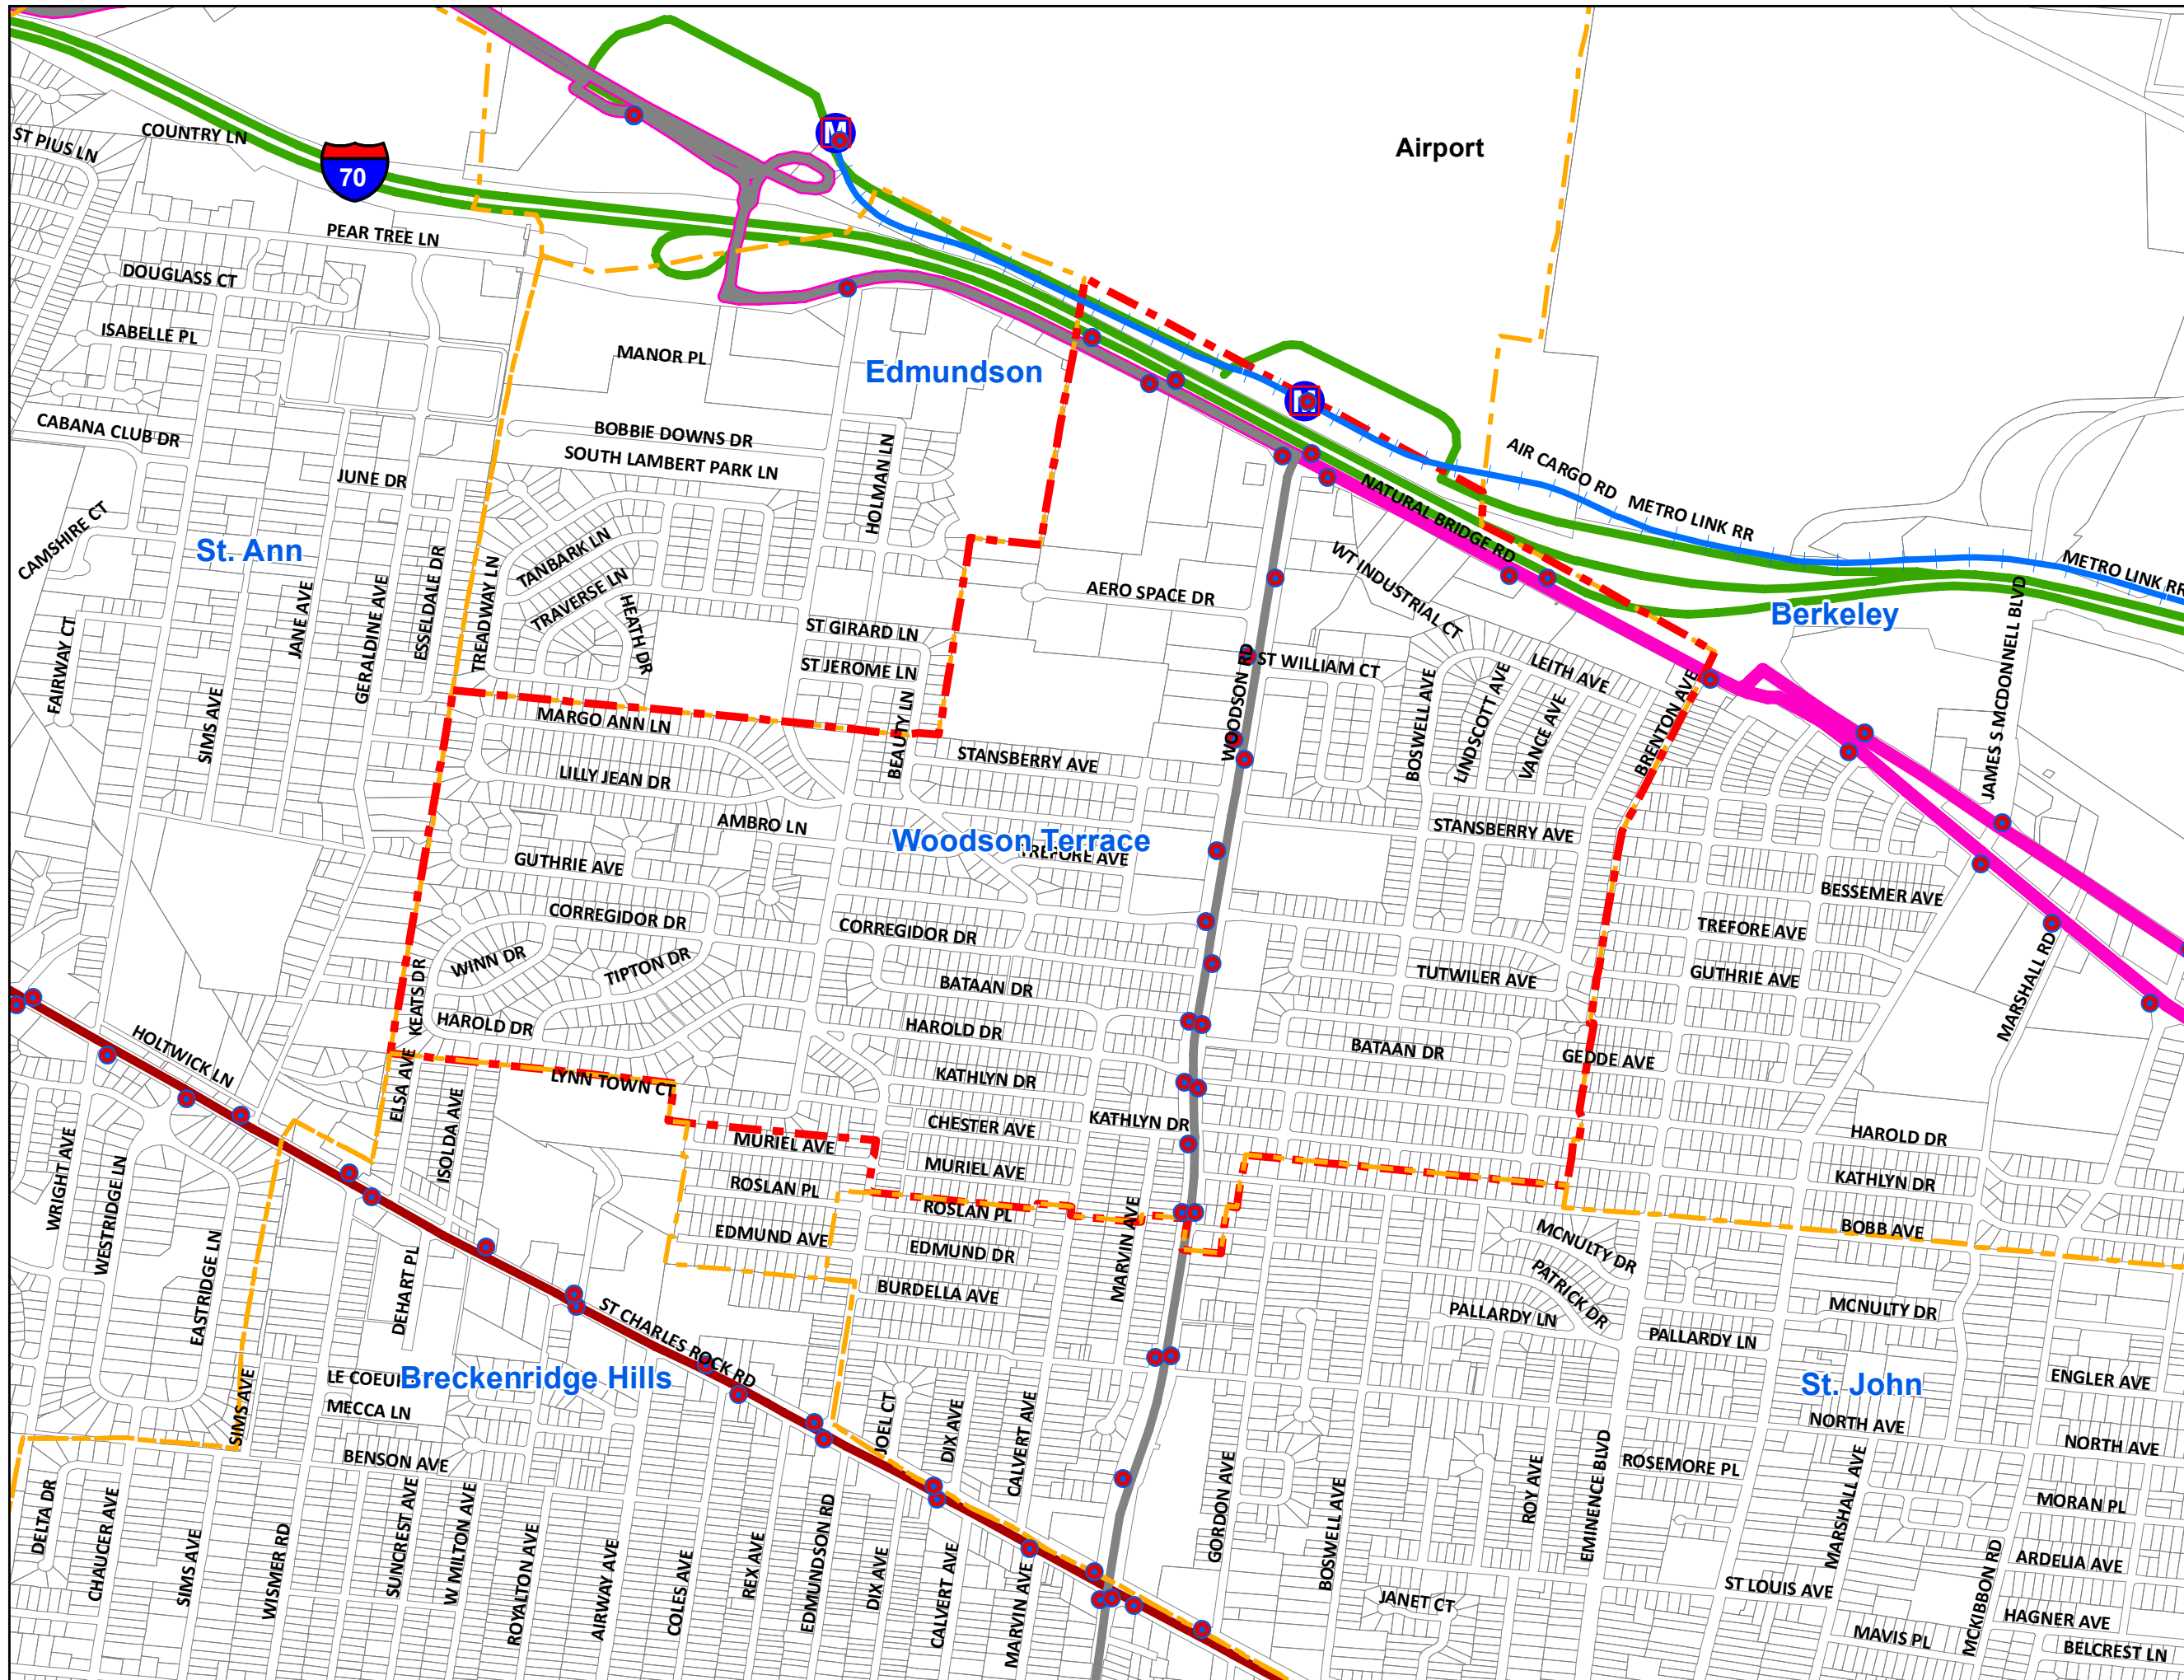 COUNTRY LN
ST PIUS LN
70
M
Airport
PEAR TREE LN
DOUGLASS CT
ISABELLE PL
MANOR PL
Edmundson
CABANA CLUB DR
BOBBIE DOWNS DR
SOUTH LAMBERT PARK LN
JUNE DR
HOLMAN LN
AIR CARGO RD
METRO LINK RR
METRO LINK RR
NATURAL BRIDGE RD
CAMSHIRE CT
St. Ann
TANBARK LN
TRAVERSE LN
WT INDUSTRIAL CT
AERO SPACE DR
Berkeley
JANE AVE
GERALDINE AVE
ESSELDALE DR
TREADWAY LN
HEATH DR
ST GIRARD LN
ST JEROME LN
FAIRWAY CT
SIMS AVE
ST WILLIAM CT
WOODSON RD
BOSWELL AVE
LINDSCOTT AVE
LEITH AVE
VANCE AVE
BRENTON AVE
JAMES S MCDONNELL BLVD
MARGO ANN LN
BEAUTY LN
STANSBERRY AVE
LILLY JEAN DR
AMBRO LN
Woodson Terrace
TREFORE AVE
STANSBERRY AVE
GUTHRIE AVE
BESSEMER AVE
CORREGIDOR DR
CORREGIDOR DR
TREFORE AVE
WINN DR
TIPTON DR
TUTWILER AVE
GUTHRIE AVE
KEATS DR
BATAAN DR
MARSHALL RD
HAROLD DR
HAROLD DR
BATAAN DR
GEDDE AVE
HOLTWICK LN
LYNN TOWN CT
KATHLYN DR
ELSA AVE
ISOLDA AVE
CHESTER AVE
KATHLYN DR
HAROLD DR
MURIEL AVE
MURIEL AVE
KATHLYN DR
WRIGHT AVE
WESTRIDGE LN
ROSLAN PL
ROSLAN PL
MARVIN AVE
BOBB AVE
EDMUND AVE
EDMUND DR
MCNULTY DR
EASTRIDGE LN
DEHART PL
BURDELLA AVE
PATRICK DR
PALLARDY LN
MCNULTY DR
PALLARDY LN
ST CHARLES ROCK RD
LE COEU
Breckenridge Hills
St. John
ENGLER AVE
SIMS AVE
MECCA LN
JOEL CT
DIX AVE
CALVERT AVE
NORTH AVE
NORTH AVE
BENSON AVE
ROSEMORE PL
DELTA DR
CHAUCER AVE
SIMS AVE
WISMER RD
SUNCREST AVE
W MILTON AVE
ROYALTON AVE
AIRWAY AVE
COLES AVE
REX AVE
EDMUNDSON RD
DIX AVE
CALVERT AVE
MARVIN AVE
GORDON AVE
BOSWELL AVE
ROY AVE
EMINENCE BLVD
MARSHALL AVE
MORAN PL
ARDELIA AVE
JANET CT
ST LOUIS AVE
MCKIBBON RD
HAGNER AVE
MAVIS PL
BELCREST LN